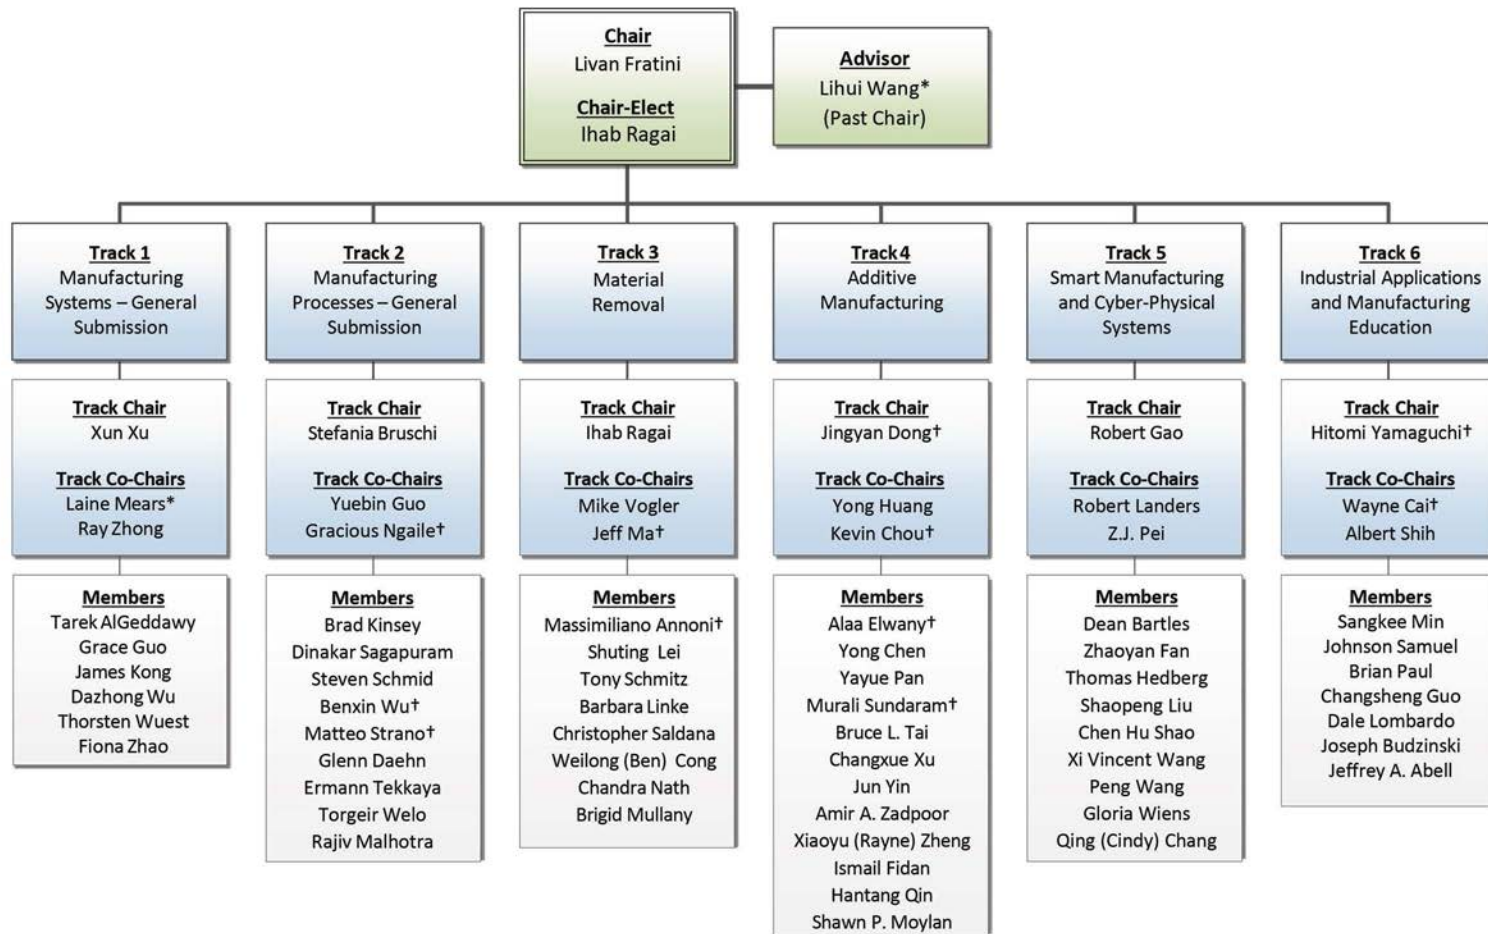 Chair
Livan Fratini
Chair-Elect
Ihab Ragai
Advisor
Lihui Wang*
(Past Chair)
Track 1
Manufacturing
Systems – General
Submission
Track Chair
Xun Xu
Track Co-Chairs
Laine Mears*
Ray Zhong
Members
Tarek AlGeddawy
Grace Guo
James Kong
Dazhong Wu
Thorsten Wuest
Fiona Zhao
Track 2
Manufacturing
Processes – General
Submission
Track Chair
Stefania Bruschi
Track Co-Chairs
Yuebin Guo
Gracious Ngaile†
Members
Brad Kinsey
Dinakar Sagapuram
Steven Schmid
Benxin Wu†
Matteo Strano†
Glenn Daehn
Ermann Tekkaya
Torgeir Welo
Rajiv Malhotra
Track 3
Material
Removal
Track Chair
Ihab Ragai
Track Co-Chairs
Mike Vogler
Jeff Ma†
Members
Massimiliano Annoni†
Shuting Lei
Tony Schmitz
Barbara Linke
Christopher Saldana
Weilong (Ben) Cong
Chandra Nath
Brigid Mullany
Track 4
Additive
Manufacturing
Track Chair
Jingyan Dong†
Track Co-Chairs
Yong Huang
Kevin Chou†
Members
Alaa Elwany†
Yong Chen
Yayue Pan
Murali Sundaram†
Bruce L. Tai
Changxue Xu
Jun Yin
Amir A. Zadpoor
Xiaoyu (Rayne) Zheng
Ismail Fidan
Hantang Qin
Shawn P. Moylan
Track 5
Smart Manufacturing
and Cyber-Physical
Systems
Track Chair
Robert Gao
Track Co-Chairs
Robert Landers
Z.J. Pei
Members
Dean Bartles
Zhaoyan Fan
Thomas Hedberg
Shaopeng Liu
Chen Hu Shao
Xi Vincent Wang
Peng Wang
Gloria Wiens
Qing (Cindy) Chang
Track 6
Industrial Applications
and Manufacturing
Education
Track Chair
Hitomi Yamaguchi†
Track Co-Chairs
Wayne Cai†
Albert Shih
Members
Sangkee Min
Johnson Samuel
Brian Paul
Changsheng Guo
Dale Lombardo
Joseph Budzinski
Jeffrey A. Abell